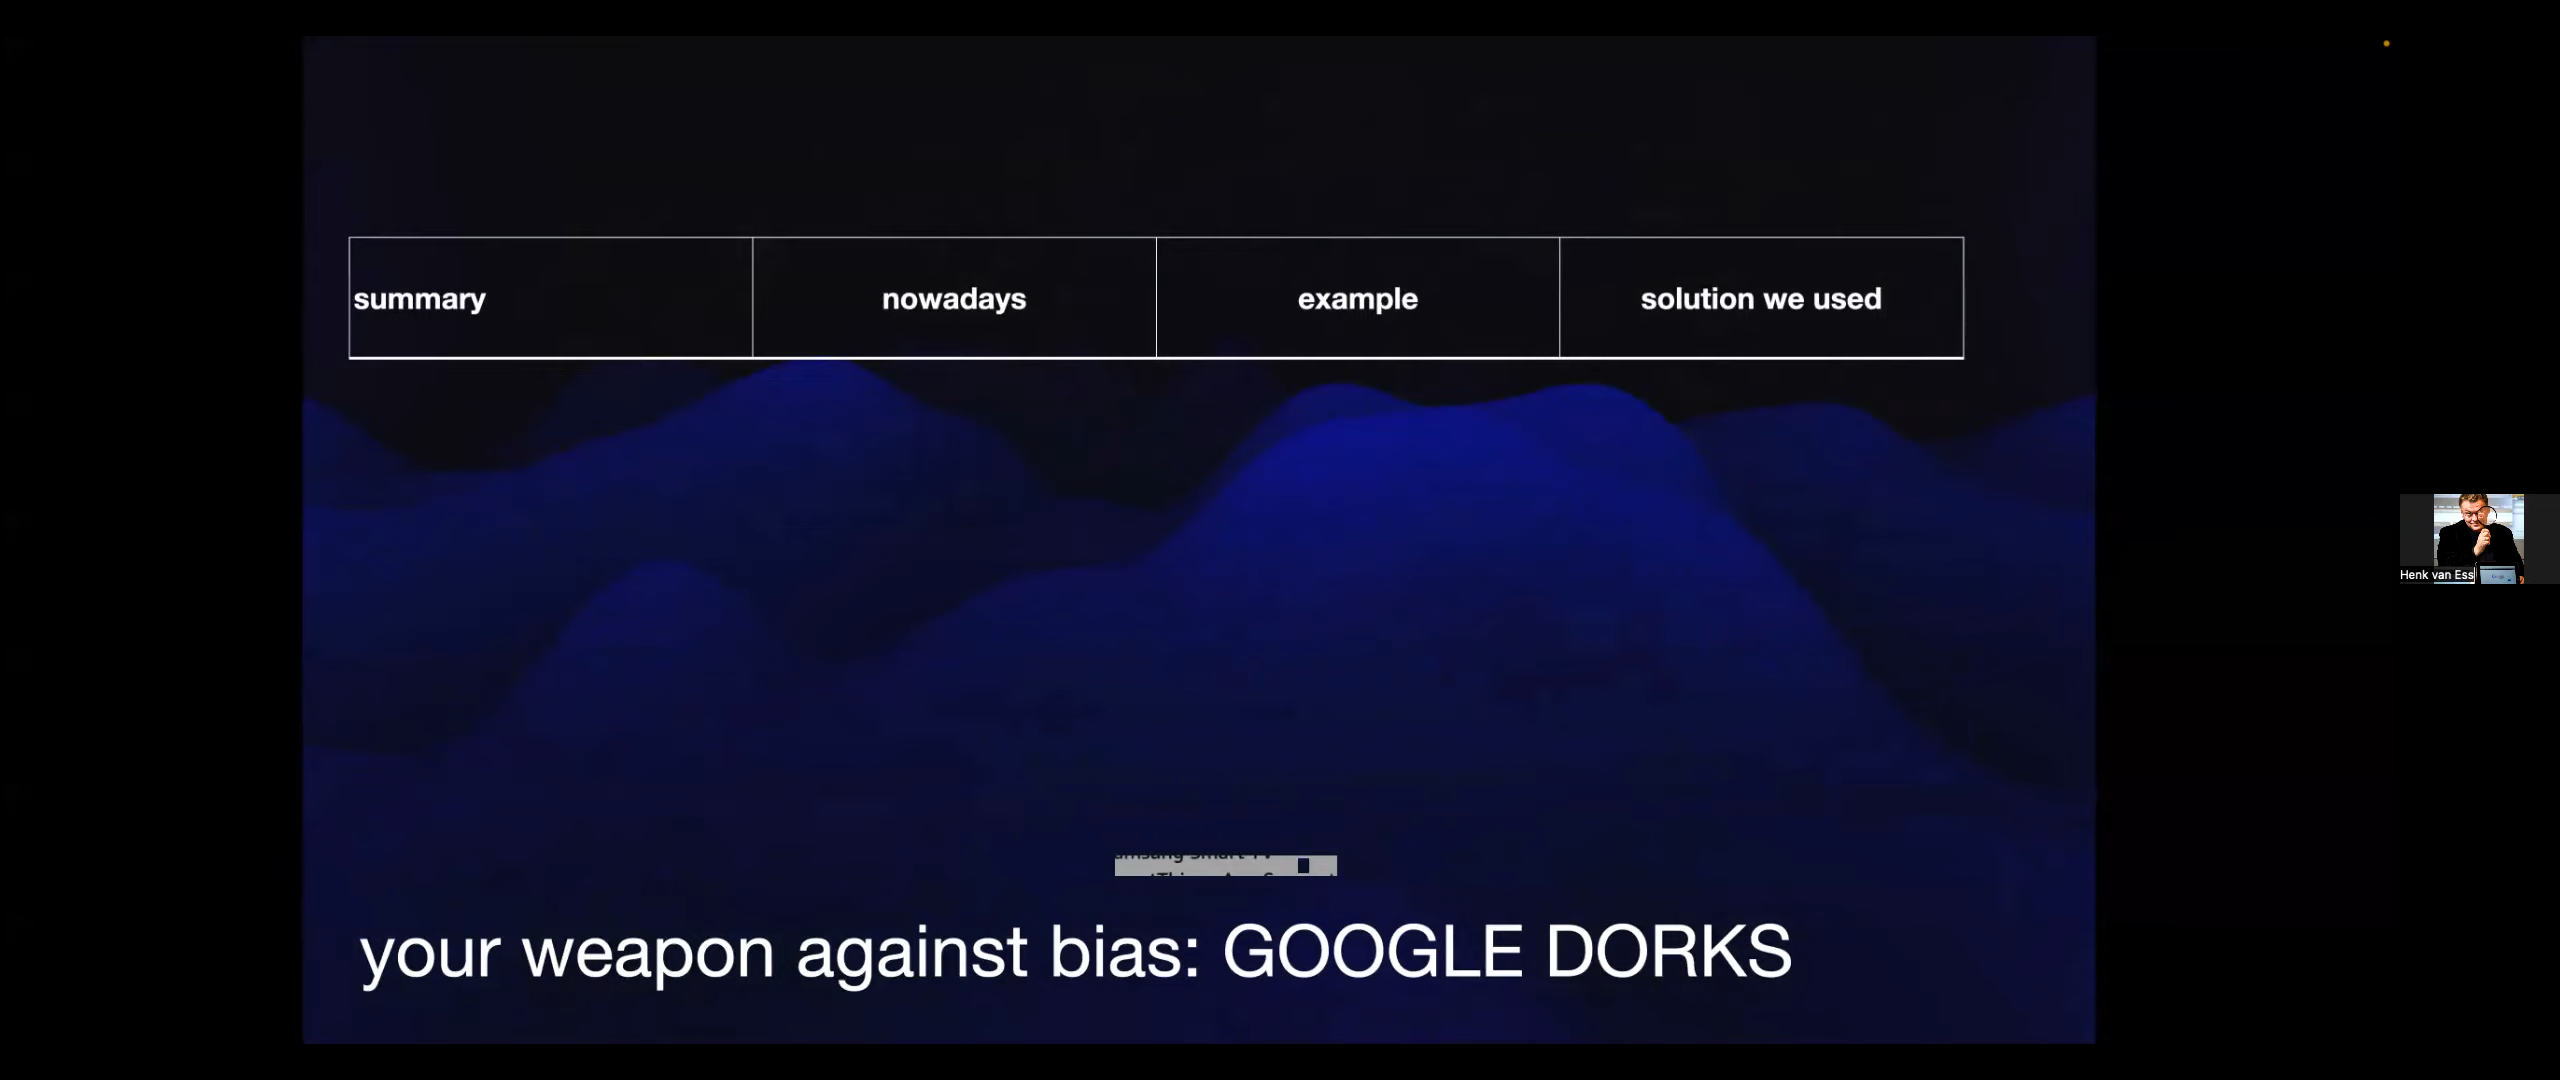 summary nowadays example solution we used
your weapon against bias: GOOGLE DORKS
Henk van Ess